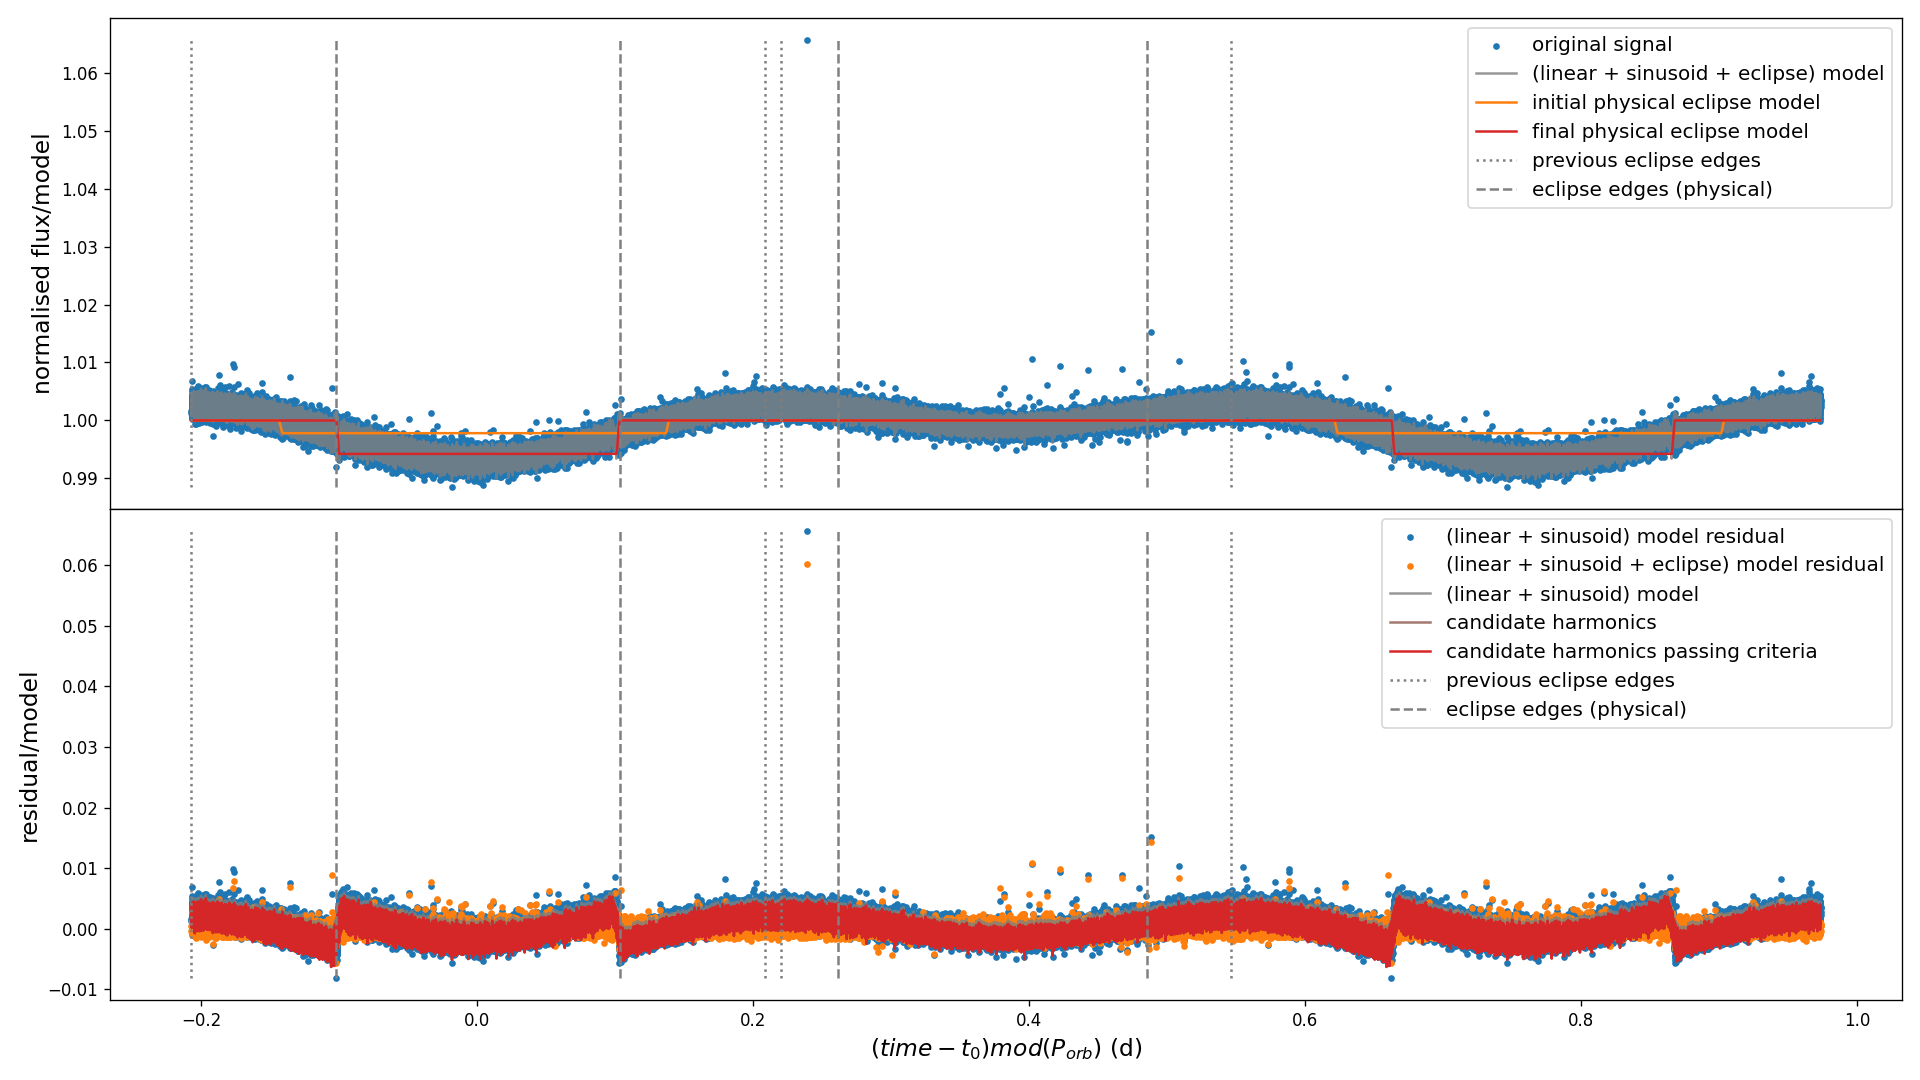 normalised flux/model
1.06
1.05
1.04
1.03
1.02
1.01
1.00
0.99
original signal
(linear + sinusoid + eclipse) model
initial physical eclipse model
final physical eclipse model
previous eclipse edges
eclipse edges (physical)
residual/model
0.06
0.05
0.04
0.03
0.02
0.01
0.00
−0.01
(linear + sinusoid) model residual
(linear + sinusoid + eclipse) model residual
(linear + sinusoid) model
candidate harmonics
candidate harmonics passing criteria
previous eclipse edges
eclipse edges (physical)
−0.2 0.0 0.2 0.4 0.6 0.8 1.0
(time − t₀)mod(Pₒᵣb) (d)